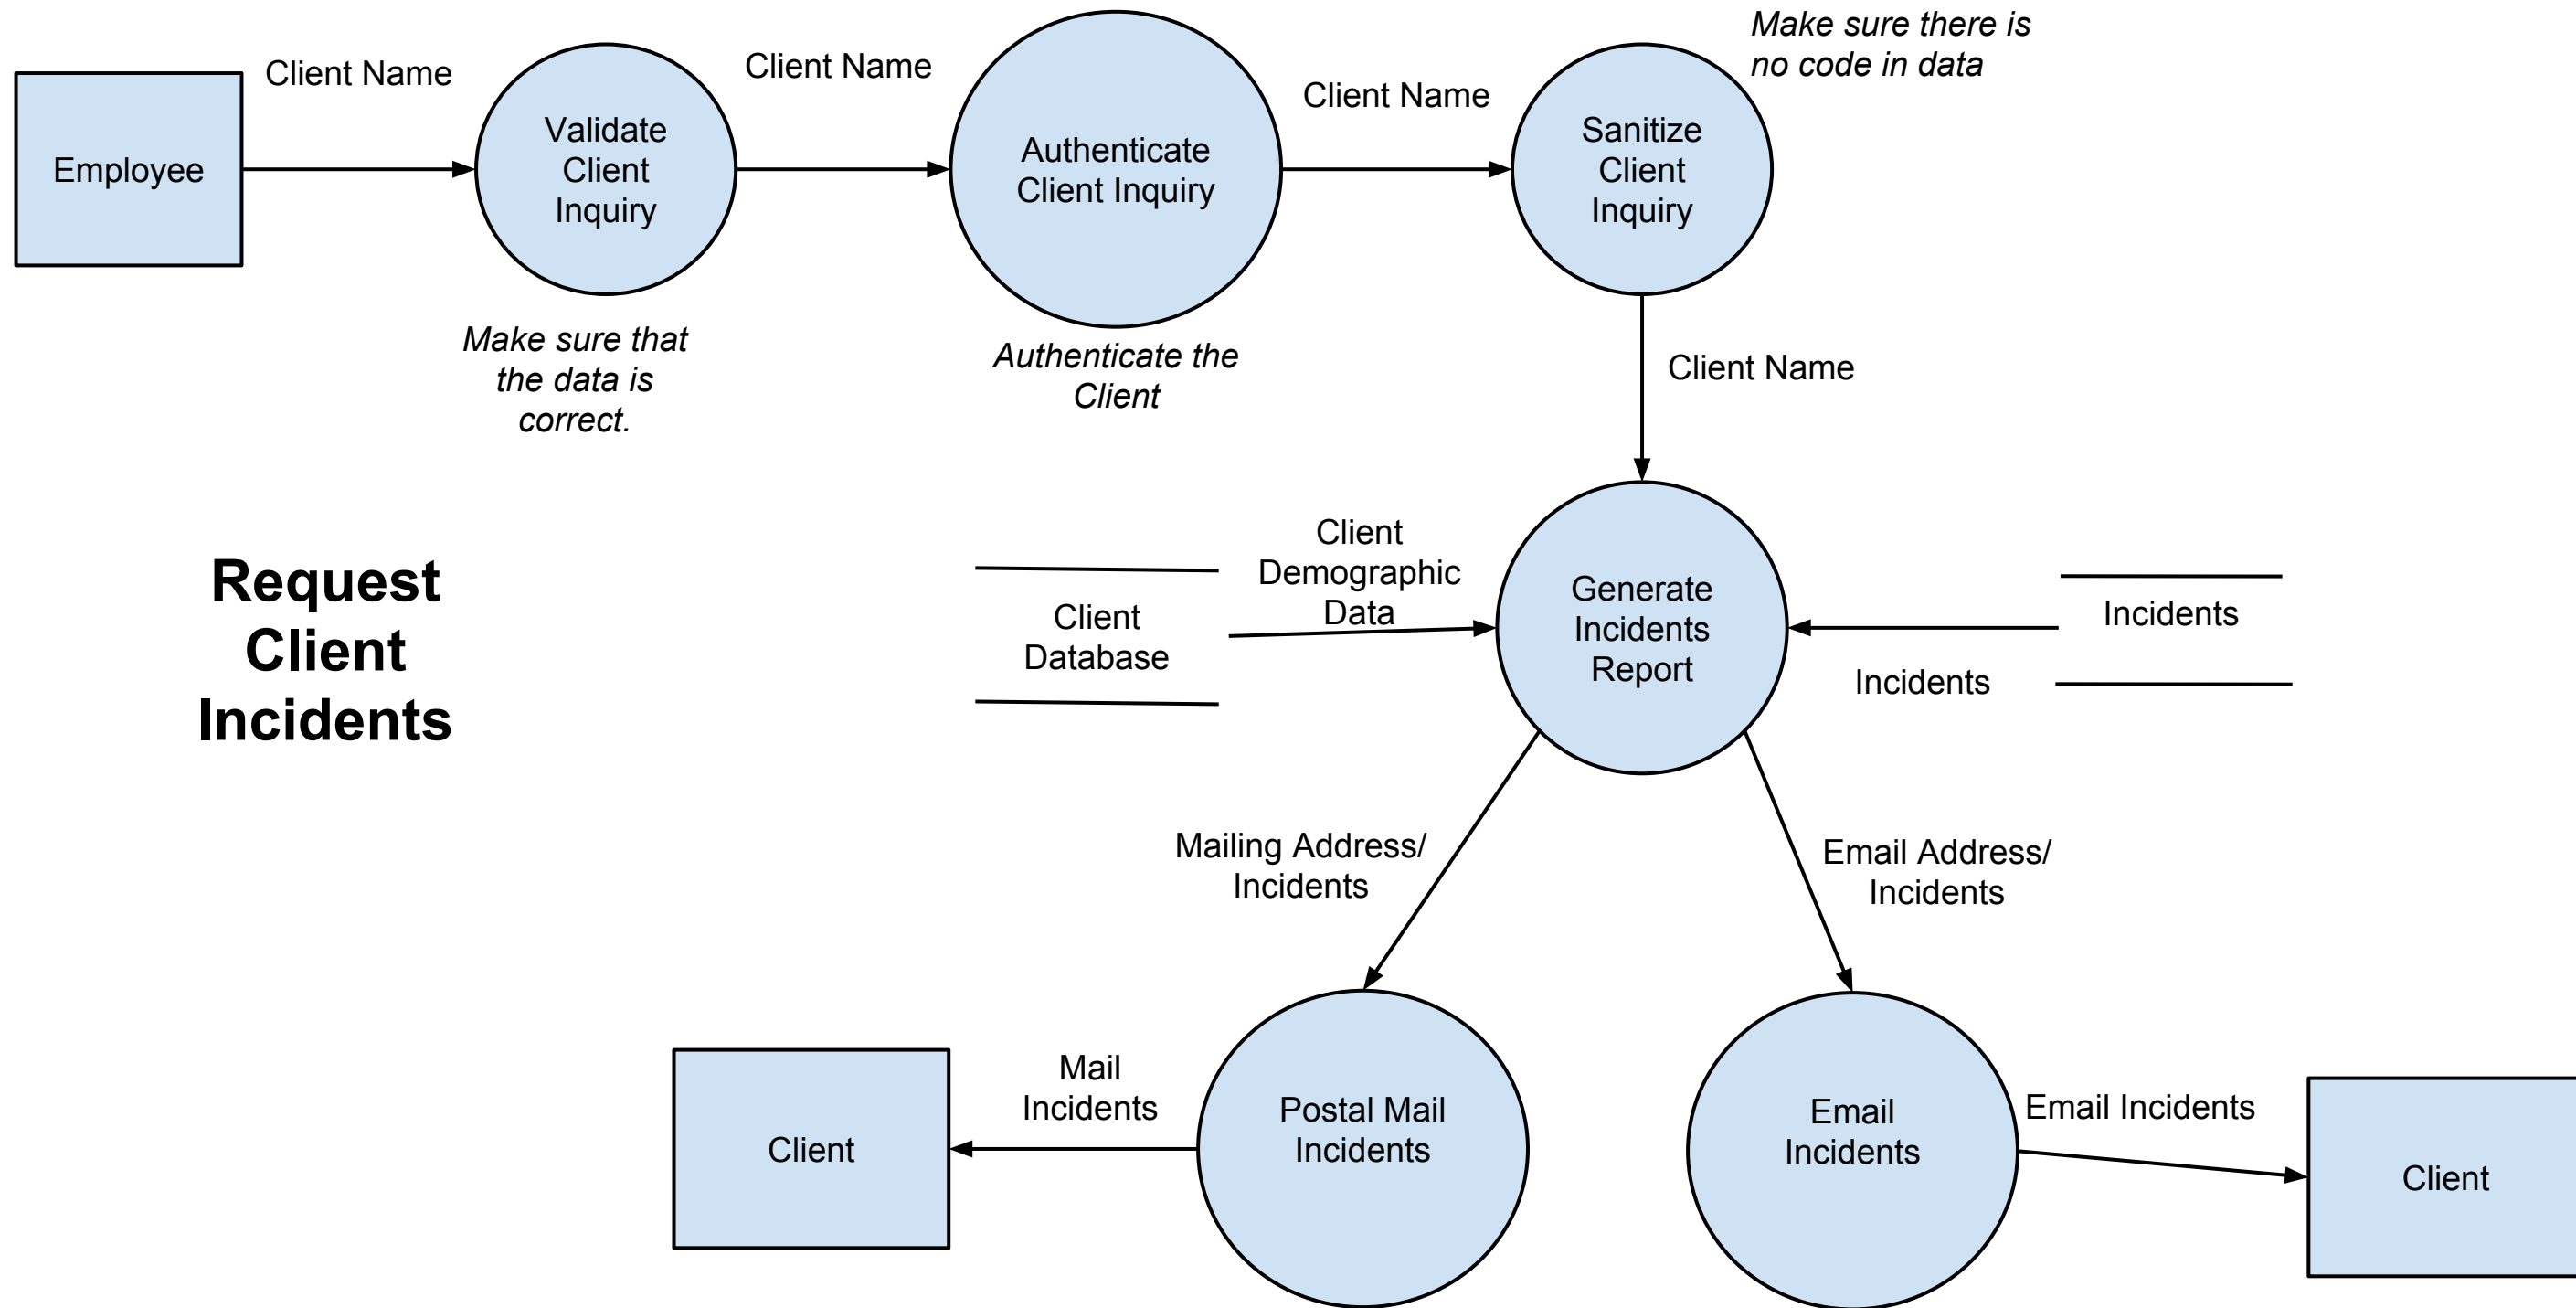 Make sure there is
no code in data
Client Name
Client Name
Client Name
Employee
Validate
Client
Inquiry
Authenticate
Client Inquiry
Sanitize
Client
Inquiry
Make sure that
the data is
correct.
Authenticate the
Client
Client Name
Request
Client
Incidents
Client
Database
Client
Demographic
Data
Generate
Incidents
Report
Incidents
Incidents
Mailing Address/
Incidents
Email Address/
Incidents
Client
Mail
Incidents
Postal Mail
Incidents
Email
Incidents
Email Incidents
Client